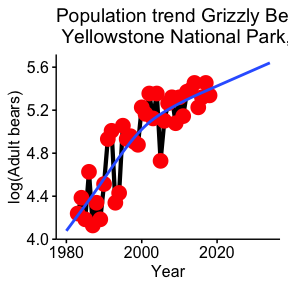 Population trend Grizzly Be
Yellowstone National Park,
5.6
5.2
4.8
4.4
4.0
log(Adult bears)
1980
2000
2020
Year